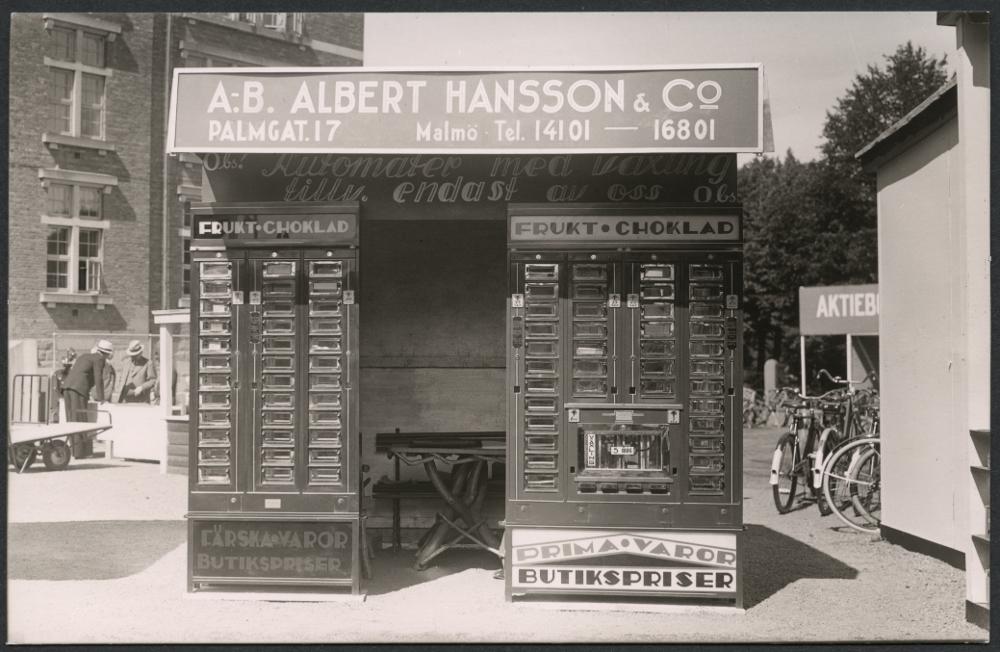 A.-B. ALBERT HANSSON & Co
PALMGAT. 17 Malmö - Tel. 14101 — 16801
Obs! Automater med växling
tillv. endast av oss Obs
FRUKT • CHOKLAD
FRUKT • CHOKLAD
AKTIEB
VÄXLING
FÄRSKA • VAROR
BUTIKSPRISER
PRIMA • VAROR
BUTIKSPRISER